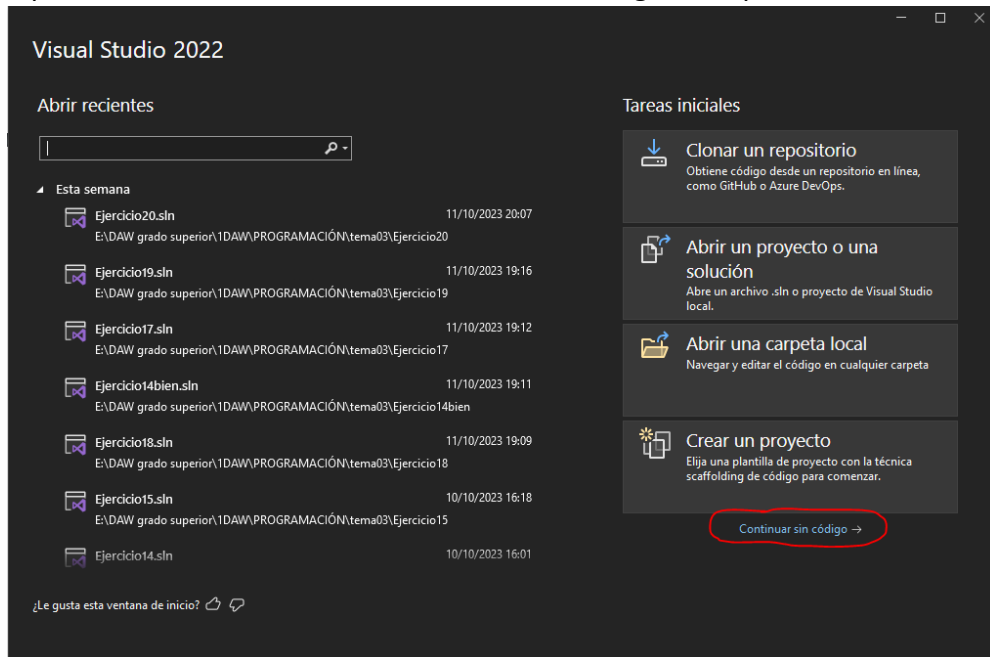 Visual Studio 2022
Abrir recientes
Esta semana
Ejercicio20.sln 11/10/2023 20:07
E:\DAW grado superior\1DAW\PROGRAMACIÓN\tema03\Ejercicio20
Ejercicio19.sln 11/10/2023 19:16
E:\DAW grado superior\1DAW\PROGRAMACIÓN\tema03\Ejercicio19
Ejercicio17.sln 11/10/2023 19:12
E:\DAW grado superior\1DAW\PROGRAMACIÓN\tema03\Ejercicio17
Ejercicio14bien.sln 11/10/2023 19:11
E:\DAW grado superior\1DAW\PROGRAMACIÓN\tema03\Ejercicio14bien
Ejercicio18.sln 11/10/2023 19:09
E:\DAW grado superior\1DAW\PROGRAMACIÓN\tema03\Ejercicio18
Ejercicio15.sln 10/10/2023 16:18
E:\DAW grado superior\1DAW\PROGRAMACIÓN\tema03\Ejercicio15
Ejercicio14.sln 10/10/2023 16:01
¿Le gusta esta ventana de inicio?
Tareas iniciales
Clonar un repositorio
Obtiene código desde un repositorio en línea,
como GitHub o Azure DevOps.
Abrir un proyecto o una
solución
Abre un archivo .sln o proyecto de Visual Studio
local.
Abrir una carpeta local
Navegar y editar el código en cualquier carpeta
Crear un proyecto
Elija una plantilla de proyecto con la técnica
scaffolding de código para comenzar.
Continuar sin código →